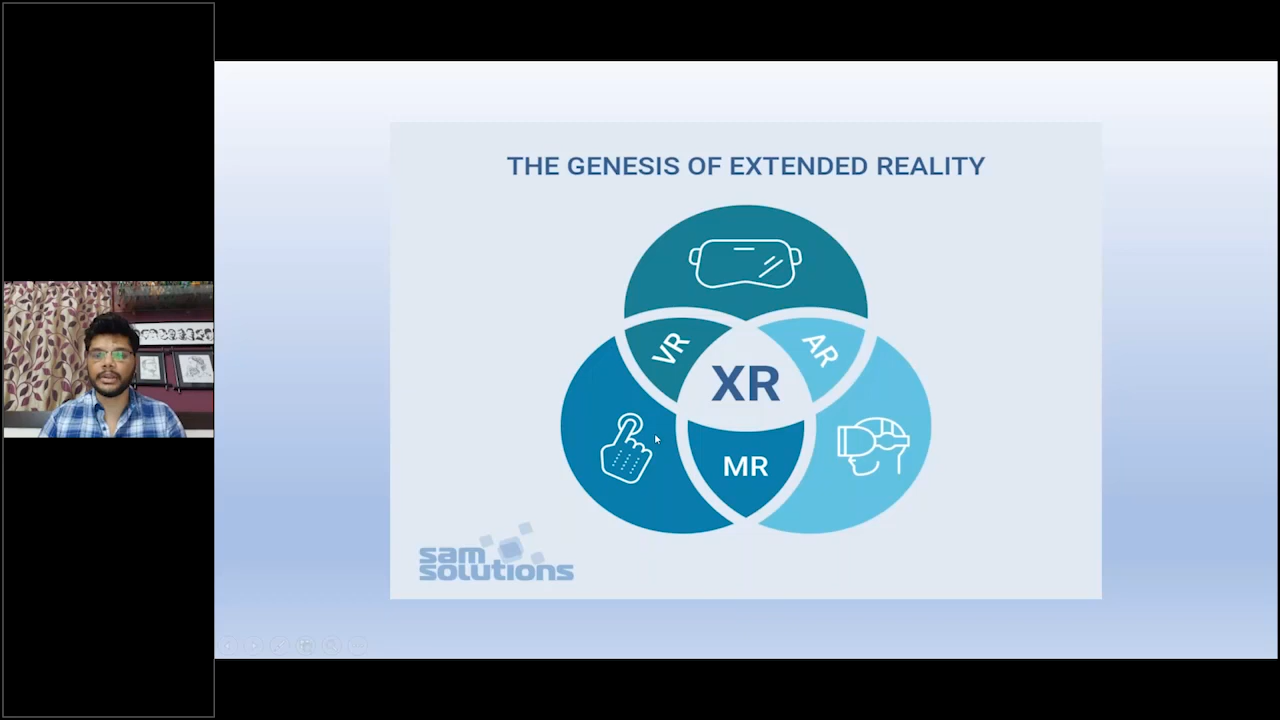 THE GENESIS OF EXTENDED REALITY
VR
AR
XR
MR
sam
solutions